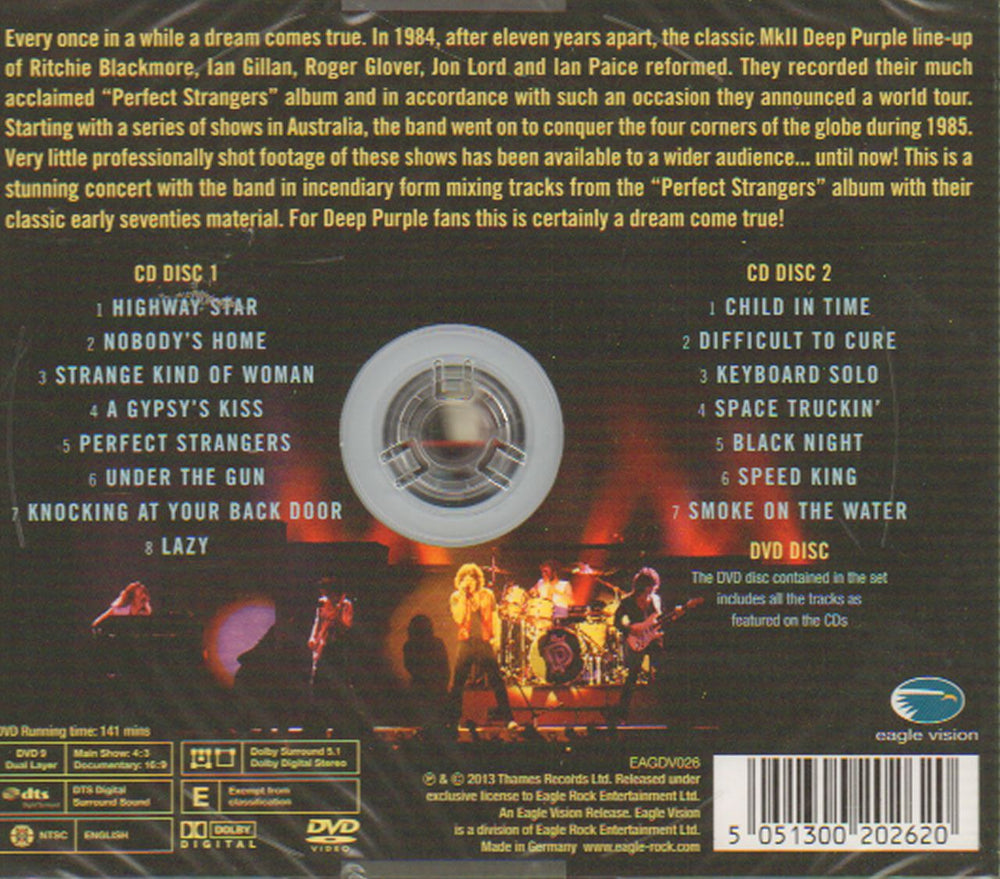 Every once in a while a dream comes true. In 1984, after eleven years apart, the classic MkII Deep Purple line-up
of Ritchie Blackmore, Ian Gillan, Roger Glover, Jon Lord and Ian Paice reformed. They recorded their much
acclaimed “Perfect Strangers” album and in accordance with such an occasion they announced a world tour.
Starting with a series of shows in Australia, the band went on to conquer the four corners of the globe during 1985.
Very little professionally shot footage of these shows has been available to a wider audience... until now! This is a
stunning concert with the band in incendiary form mixing tracks from the “Perfect Strangers” album with their
classic early seventies material. For Deep Purple fans this is certainly a dream come true!
CD DISC 1
1 HIGHWAY STAR
2 NOBODY'S HOME
3 STRANGE KIND OF WOMAN
4 A GYPSY'S KISS
5 PERFECT STRANGERS
6 UNDER THE GUN
7 KNOCKING AT YOUR BACK DOOR
8 LAZY
CD DISC 2
1 CHILD IN TIME
2 DIFFICULT TO CURE
3 KEYBOARD SOLO
4 SPACE TRUCKIN'
5 BLACK NIGHT
6 SPEED KING
7 SMOKE ON THE WATER
DVD DISC
The DVD disc contained in the set
includes all the tracks as
featured on the CDs
eagle vision
DVD Running time: 141 mins
DVD 9
Dual Layer
Main Show: 4:3
Documentary: 16:9
Dolby Surround 5.1
Dolby Digital Stereo
dts
DTS Digital
Surround Sound
E
Exempt from
classification
NTSC
ENGLISH
DOLBY
DIGITAL
DVD
VIDEO
EAGDV026
℗ & © 2013 Thames Records Ltd. Released under
exclusive license to Eagle Rock Entertainment Ltd.
An Eagle Vision Release. Eagle Vision
is a division of Eagle Rock Entertainment Ltd.
Made in Germany www.eagle-rock.com
5 051300 202620